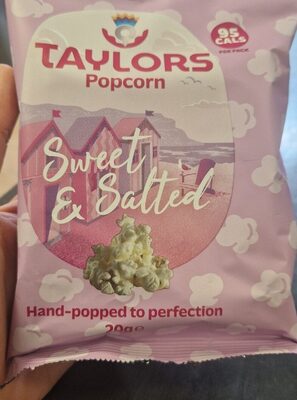 TAYLORS
Popcorn
95
CALS
PER PACK
Sweet
& Salted
Hand-popped to perfection
20g℮